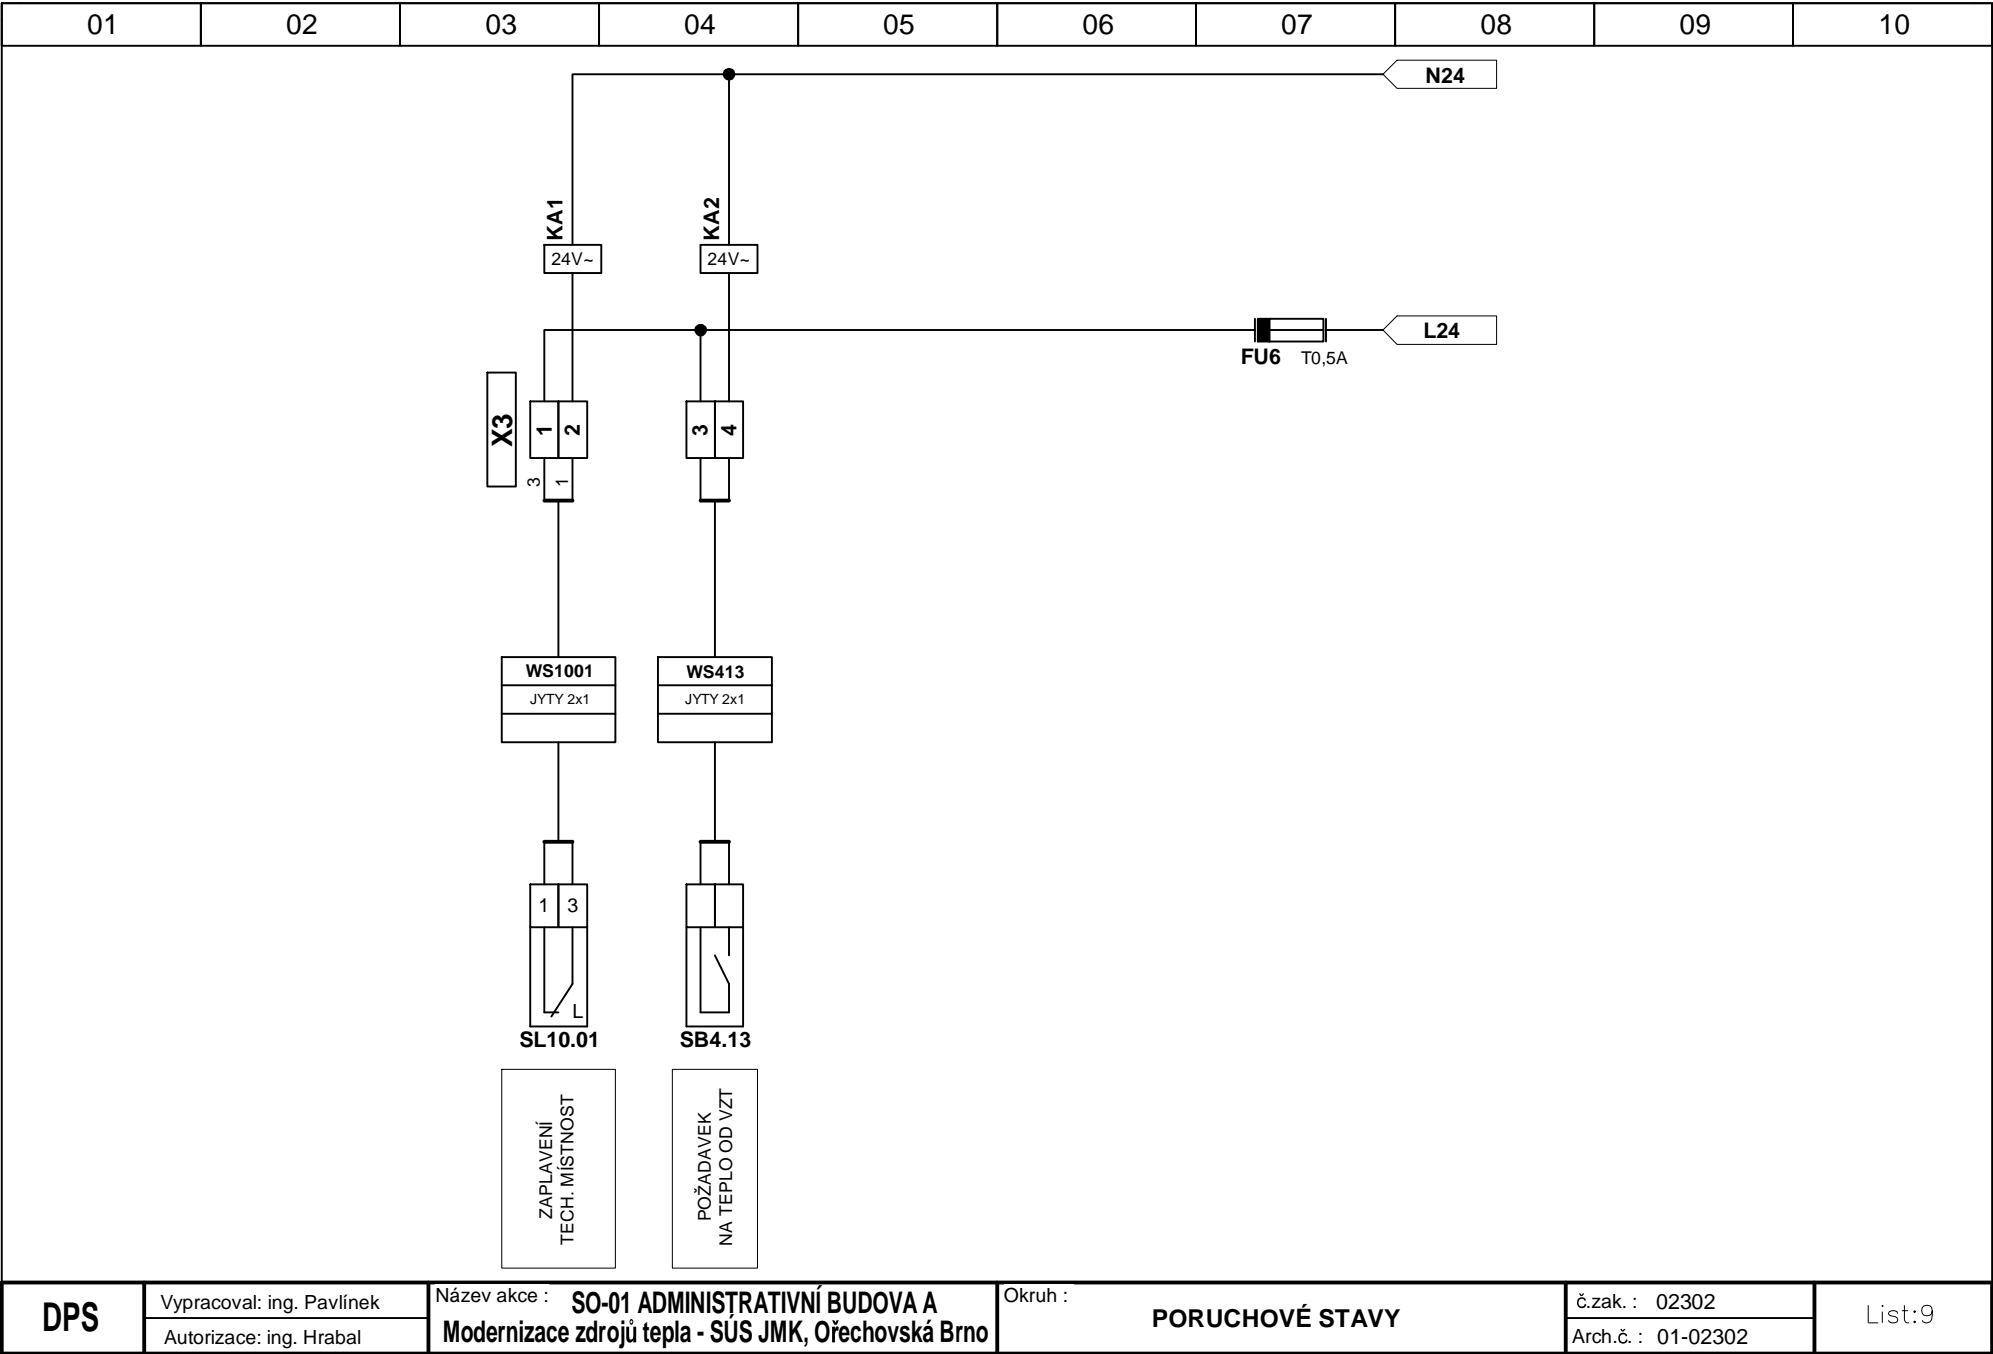 01 02 03 04 05 06 07 08 09 10
N24
KA1 KA2
24V~ 24V~
L24
FU6 T0,5A
X3
1 2 3 4
3 1
WS1001 WS413
JYTY 2x1 JYTY 2x1
1 3
L
SL10.01 SB4.13
ZAPLAVENÍ
TECH. MÍSTNOST
POŽADAVEK
NA TEPLO OD VZT
DPS
Vypracoval: ing. Pavlínek
Autorizace: ing. Hrabal
Název akce : SO-01 ADMINISTRATIVNÍ BUDOVA A
Modernizace zdrojů tepla - SÚS JMK, Ořechovská Brno
Okruh :
PORUCHOVÉ STAVY
č.zak. : 02302
Arch.č. : 01-02302
List:9